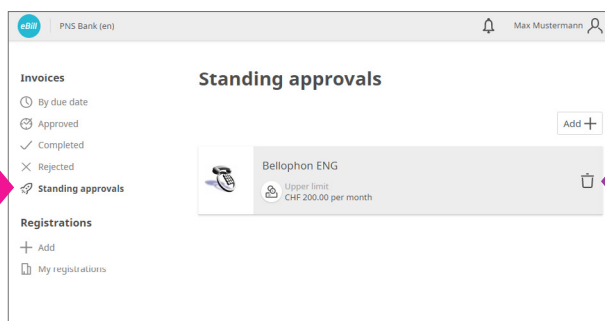 eBill
PNS Bank (en)
Max Mustermann
Invoices
By due date
Approved
Completed
Rejected
Standing approvals
Registrations
Add
My registrations
Standing approvals
Add
Bellophon ENG
Upper limit
CHF 200.00 per month